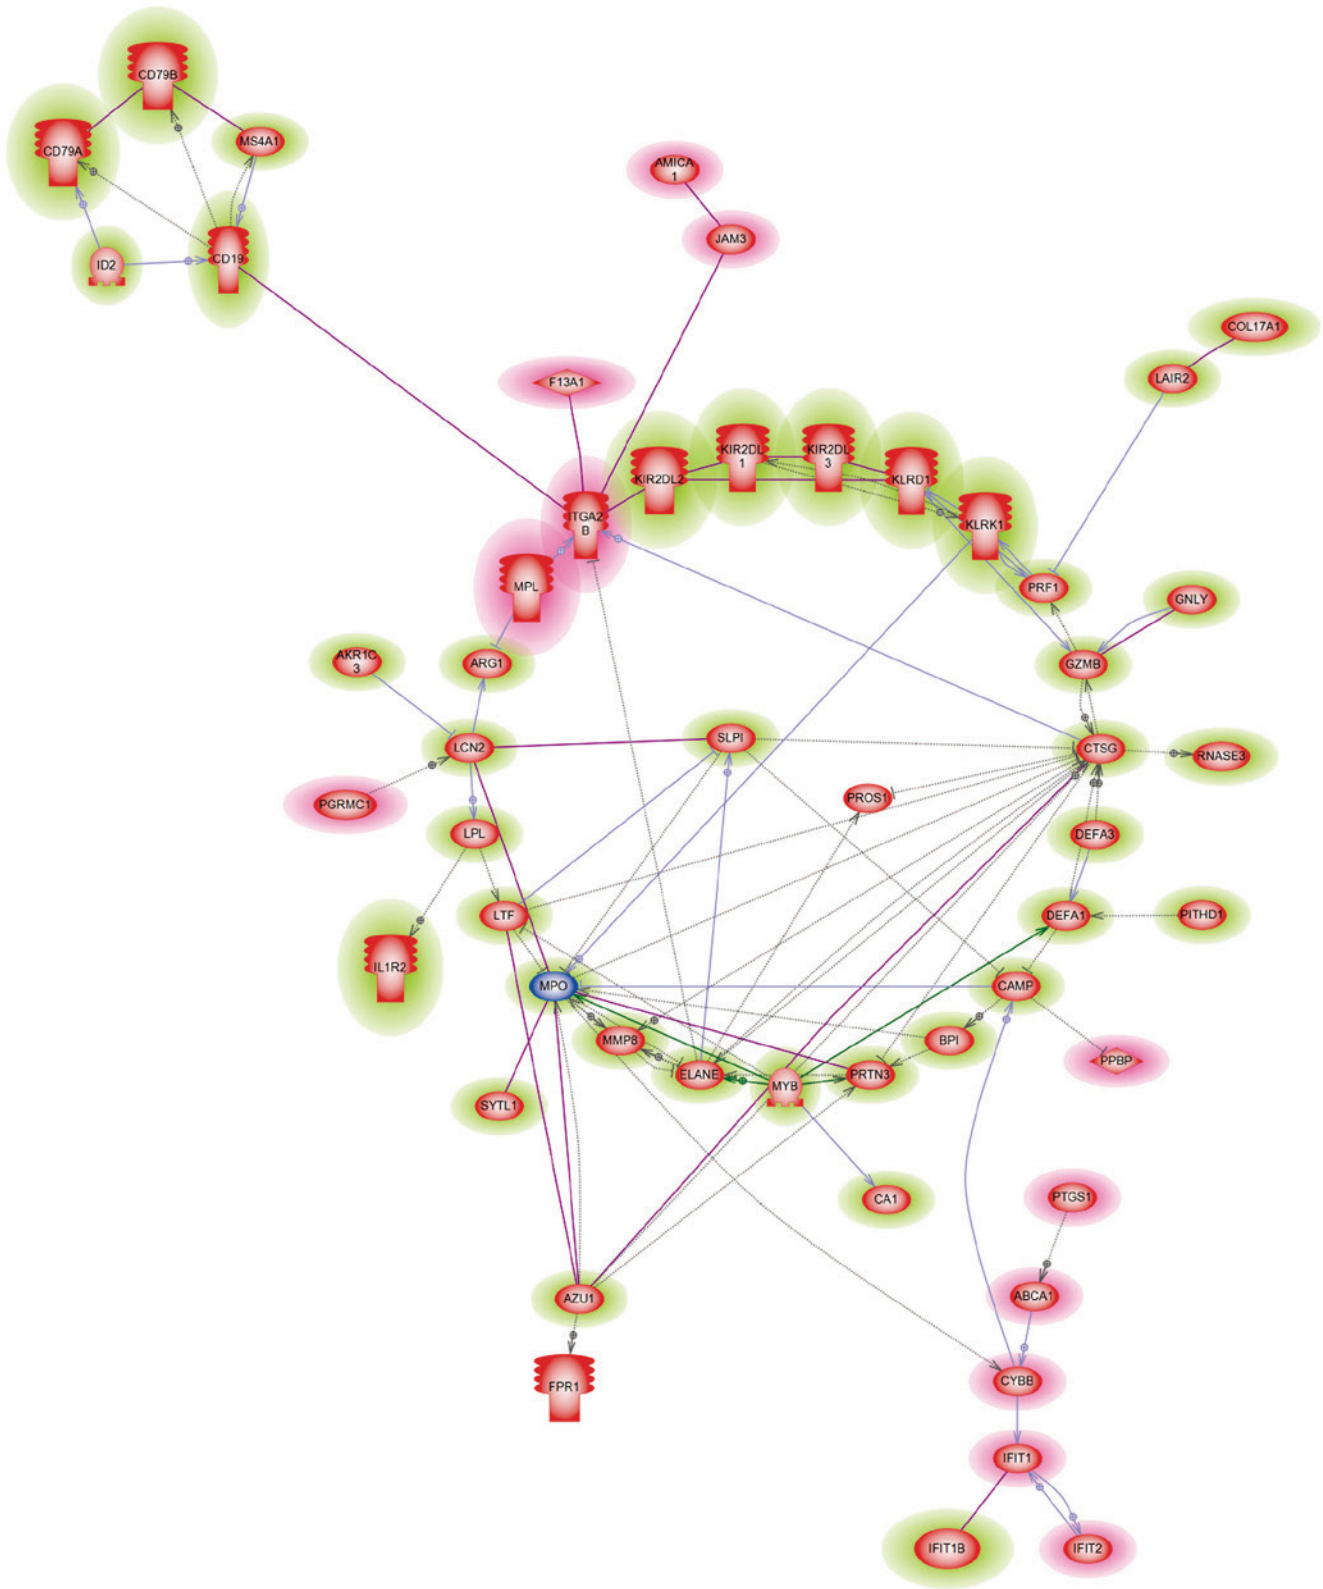 CD79B
MS4A1
CD79A
AMICA
1
JAM3
ID2
CD19
COL17A1
LAIR2
F13A1
KIR2DL
1
KIR2DL
3
KIR2DL2
KLRD1
ITGA2
B
KLRK1
MPL
PRF1
GNLY
AKR1C
3
ARG1
GZMB
LCN2
SLPI
CTSG
RNASE3
PGRMC1
PROS1
LPL
DEFA3
LTF
DEFA1
PITHD1
IL1R2
MPO
CAMP
MMP8
BPI
PPBP
ELANE
MYB
PRTN3
SYTL1
CA1
PTGS1
AZU1
ABCA1
FPR1
CYBB
IFIT1
IFIT1B
IFIT2